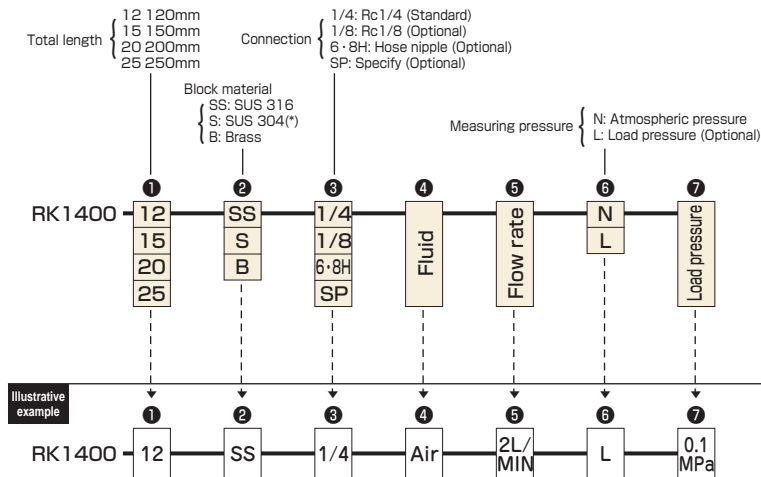 Total length
12 120mm
15 150mm
20 200mm
25 250mm
Connection
1/4: Rc1/4 (Standard)
1/8: Rc1/8 (Optional)
6・8H: Hose nipple (Optional)
SP: Specify (Optional)
Block material
SS: SUS 316
S: SUS 304(*)
B: Brass
Measuring pressure
N: Atmospheric pressure
L: Load pressure (Optional)
❶ ❷ ❸ ❹ ❺ ❻ ❼
RK1400 12 SS 1/4 Fluid Flow rate N Load pressure
15 S 1/8 L
20 B 6・8H
25 SP
Illustrative
example
❶ ❷ ❸ ❹ ❺ ❻ ❼
RK1400 12 SS 1/4 Air 2L/ L 0.1
MIN MPa